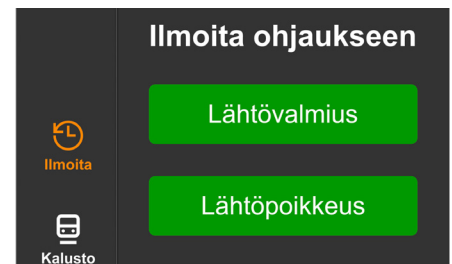 Ilmoita ohjaukseen
Lähtövalmius
Ilmoita
Lähtöpoikkeus
Kalusto